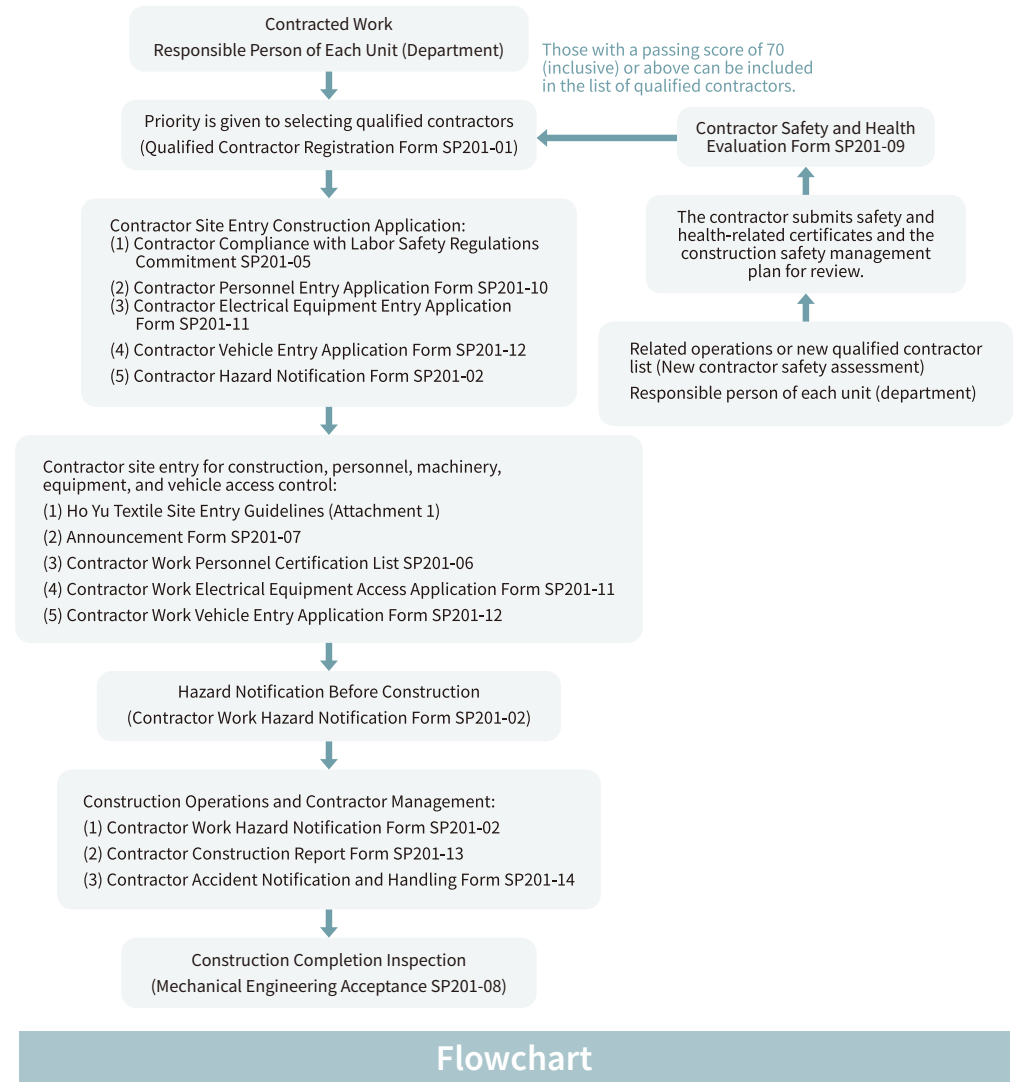 Contracted Work
Responsible Person of Each Unit (Department)
Those with a passing score of 70
(inclusive) or above can be included
in the list of qualified contractors.
Priority is given to selecting qualified contractors
(Qualified Contractor Registration Form SP201-01)
Contractor Safety and Health
Evaluation Form SP201-09
The contractor submits safety and
health-related certificates and the
construction safety management
plan for review.
Related operations or new qualified contractor
list (New contractor safety assessment)
Responsible person of each unit (department)
Contractor Site Entry Construction Application:
(1) Contractor Compliance with Labor Safety Regulations
Commitment SP201-05
(2) Contractor Personnel Entry Application Form SP201-10
(3) Contractor Electrical Equipment Entry Application
Form SP201-11
(4) Contractor Vehicle Entry Application Form SP201-12
(5) Contractor Hazard Notification Form SP201-02
Contractor site entry for construction, personnel, machinery,
equipment, and vehicle access control:
(1) Ho Yu Textile Site Entry Guidelines (Attachment 1)
(2) Announcement Form SP201-07
(3) Contractor Work Personnel Certification List SP201-06
(4) Contractor Work Electrical Equipment Access Application Form SP201-11
(5) Contractor Work Vehicle Entry Application Form SP201-12
Hazard Notification Before Construction
(Contractor Work Hazard Notification Form SP201-02)
Construction Operations and Contractor Management:
(1) Contractor Work Hazard Notification Form SP201-02
(2) Contractor Construction Report Form SP201-13
(3) Contractor Accident Notification and Handling Form SP201-14
Construction Completion Inspection
(Mechanical Engineering Acceptance SP201-08)
Flowchart